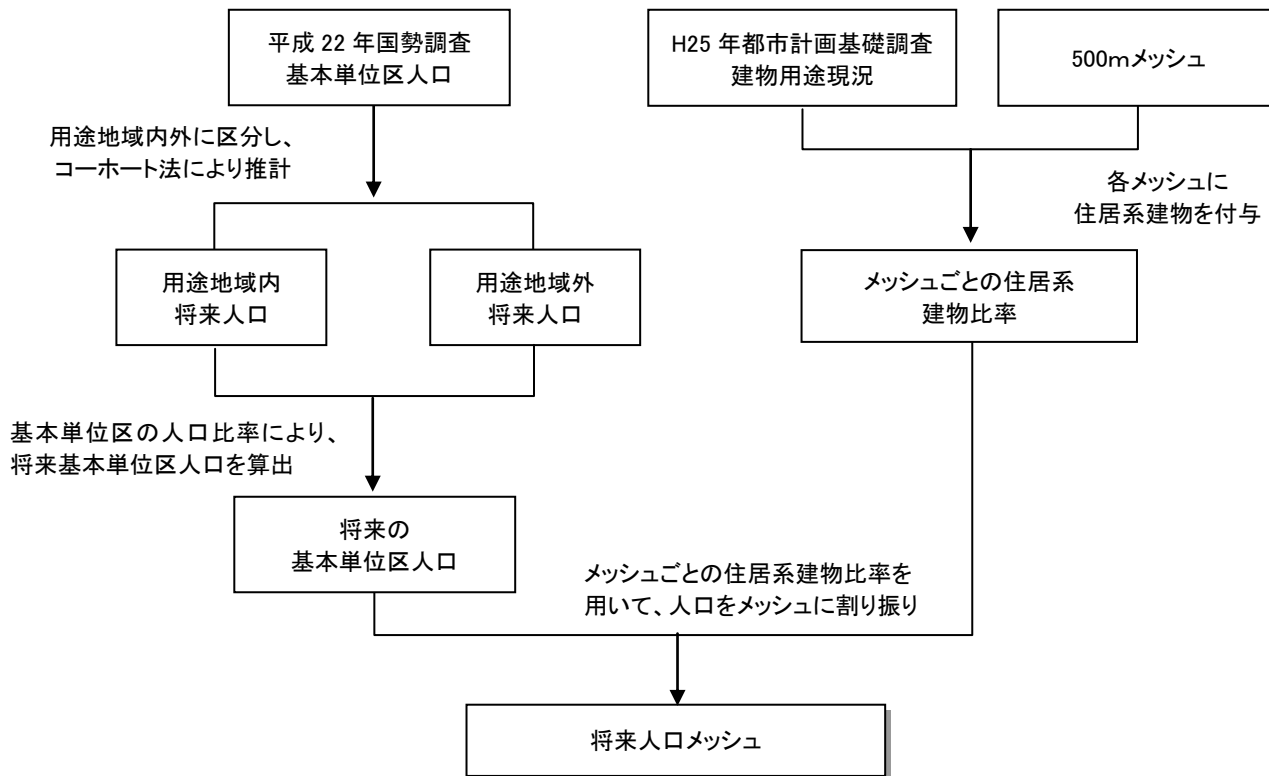 平成 22 年国勢調査
基本単位区人口
H25 年都市計画基礎調査
建物用途現況
500mメッシュ
用途地域内外に区分し、
コーホート法により推計
各メッシュに
住居系建物を付与
用途地域内
将来人口
用途地域外
将来人口
メッシュごとの住居系
建物比率
基本単位区の人口比率により、
将来基本単位区人口を算出
将来の
基本単位区人口
メッシュごとの住居系建物比率を
用いて、人口をメッシュに割り振り
将来人口メッシュ